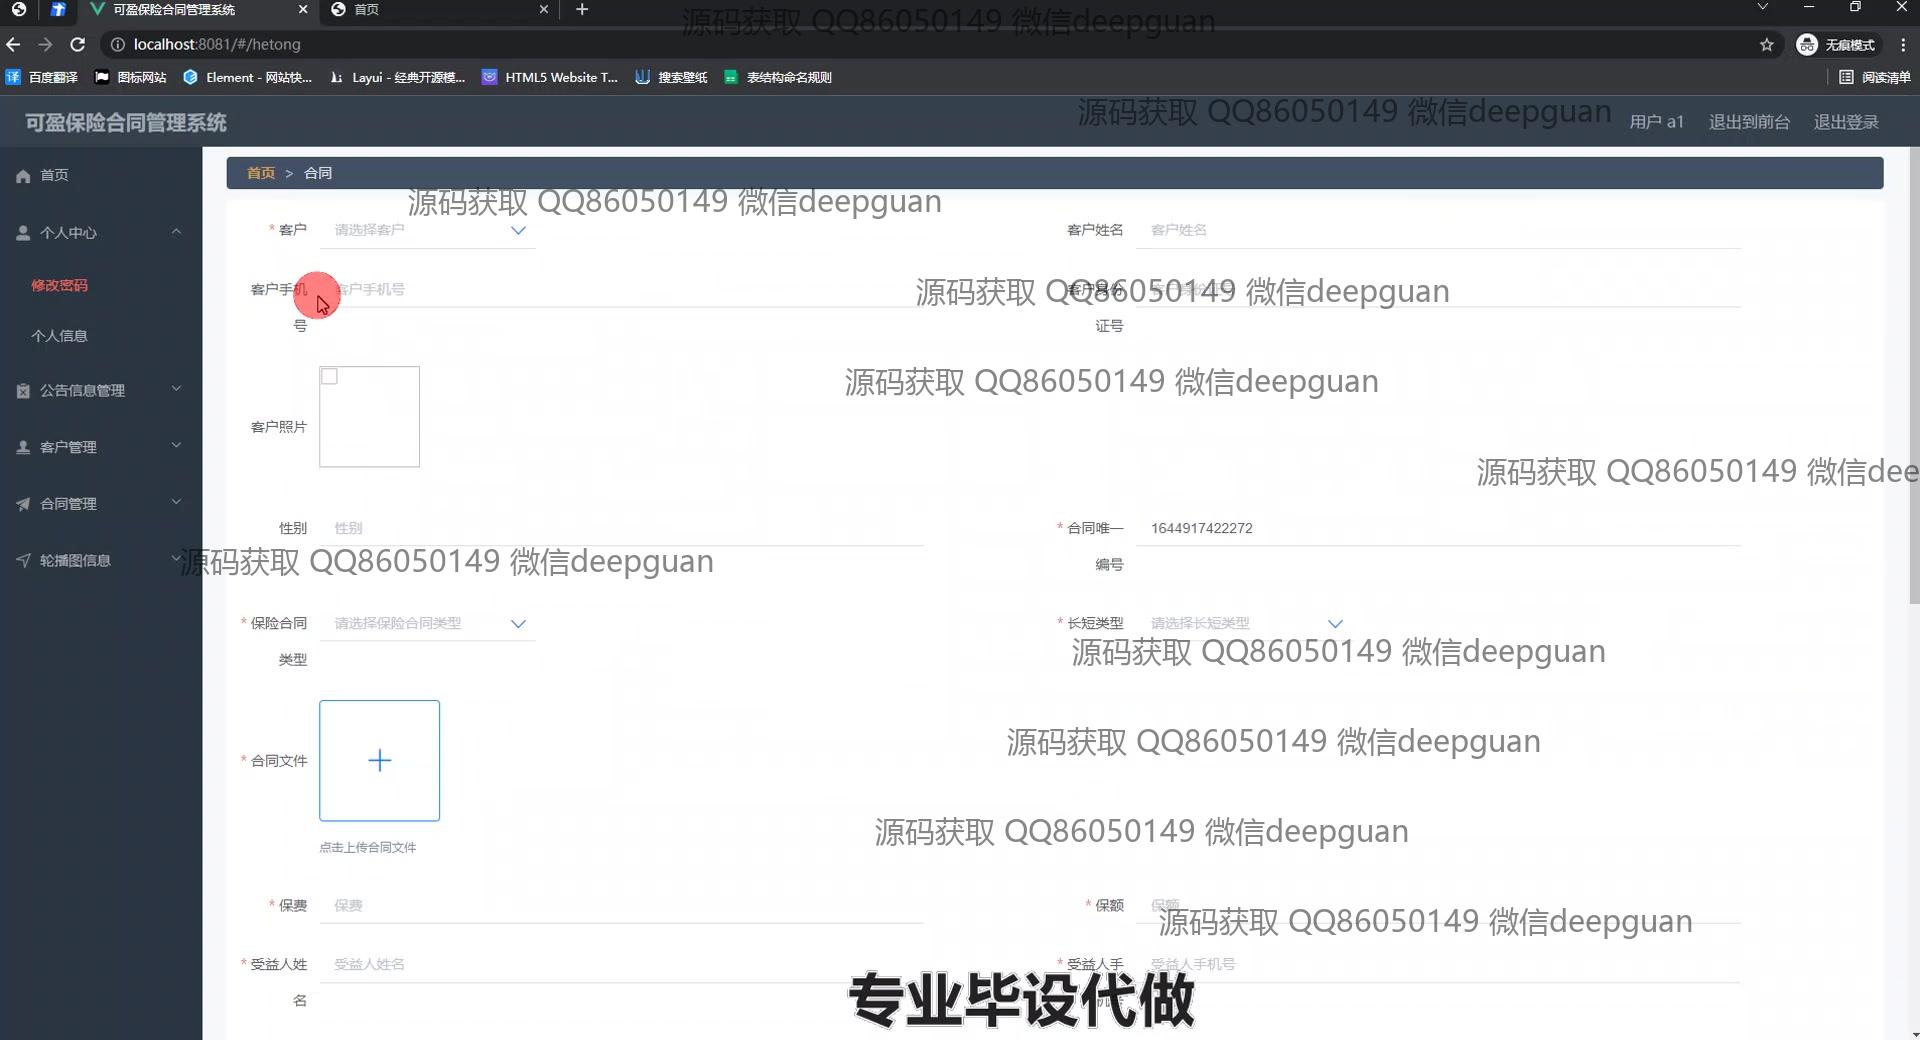 可盈保险合同管理系统
首页
localhost:8081/#/hetong
无痕模式
百度翻译
图标网站
Element - 网站快...
Layui - 经典开源模...
HTML5 Website T...
搜索壁纸
表结构命名规则
阅读清单
源码获取 QQ86050149 微信deepguan
可盈保险合同管理系统
源码获取 QQ86050149 微信deepguan
用户 a1
退出到前台
退出登录
首页
个人中心
修改密码
个人信息
公告信息管理
客户管理
合同管理
轮播图信息
首页 > 合同
源码获取 QQ86050149 微信deepguan
* 客户 请选择客户
客户姓名 客户姓名
客户手机号 客户手机号
源码获取 QQ86050149 微信deepguan
客户身份证号
源码获取 QQ86050149 微信deepguan
客户照片
源码获取 QQ86050149 微信dee
性别 性别
* 合同唯一编号 1644917422272
源码获取 QQ86050149 微信deepguan
* 保险合同类型 请选择保险合同类型
* 长短类型 请选择长短类型
源码获取 QQ86050149 微信deepguan
* 合同文件
源码获取 QQ86050149 微信deepguan
点击上传合同文件
源码获取 QQ86050149 微信deepguan
* 保费 保费
* 保额 保额
源码获取 QQ86050149 微信deepguan
* 受益人姓名 受益人姓名
* 受益人手机号 受益人手机号
专业毕设代做